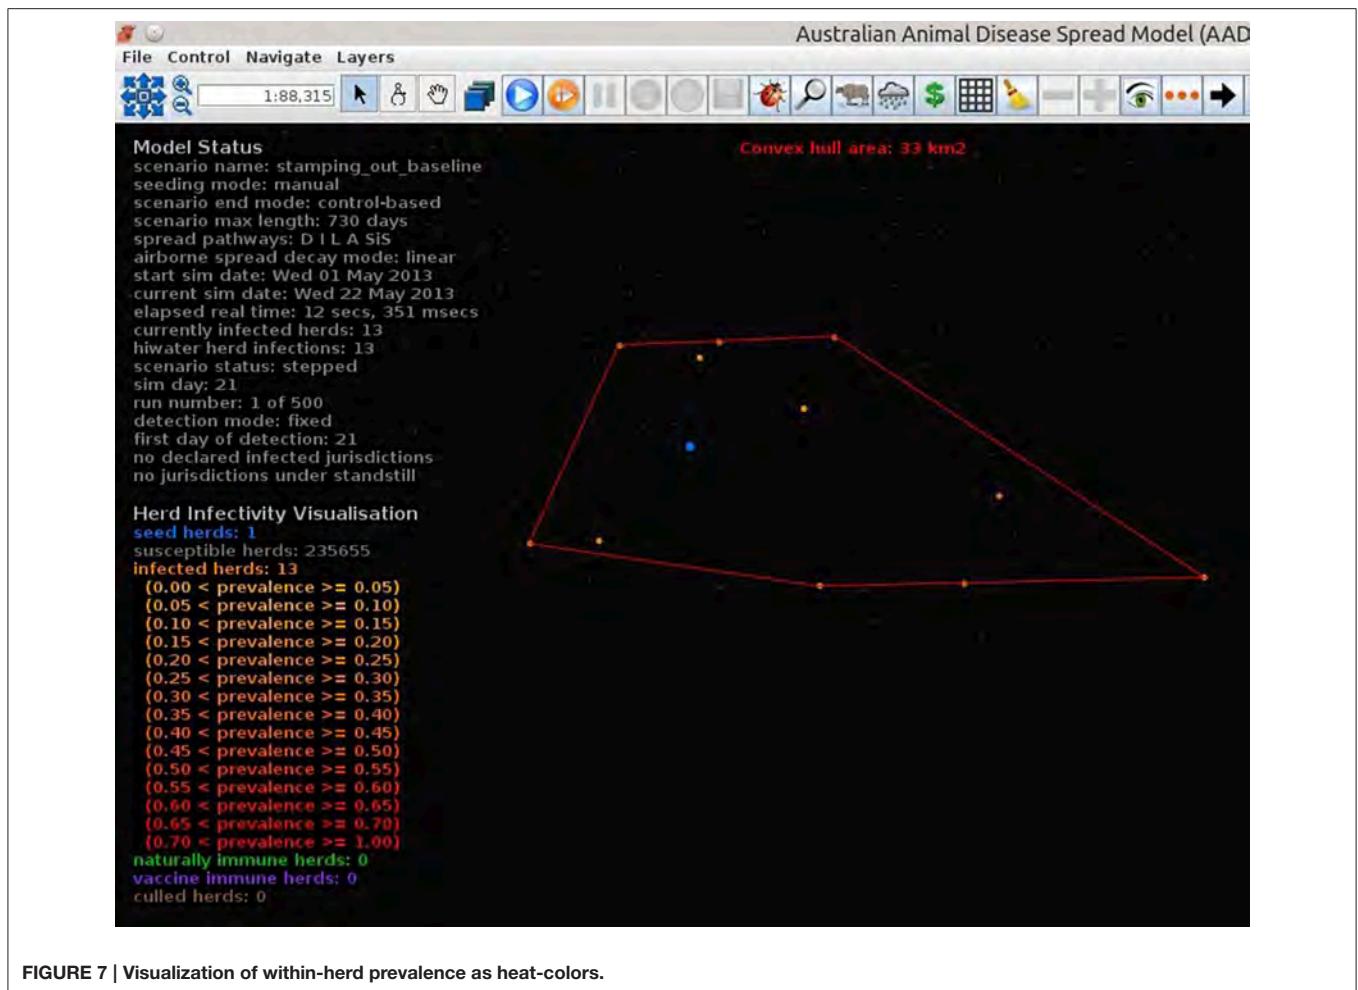 Australian Animal Disease Spread Model (AAD
File Control Navigate Layers
1:88,315
Model Status
scenario name: stamping_out_baseline
seeding mode: manual
scenario end mode: control-based
scenario max length: 730 days
spread pathways: D I L A SiS
airborne spread decay mode: linear
start sim date: Wed 01 May 2013
current sim date: Wed 22 May 2013
elapsed real time: 12 secs, 351 msecs
currently infected herds: 13
hiwater herd infections: 13
scenario status: stepped
sim day: 21
run number: 1 of 500
detection mode: fixed
first day of detection: 21
no declared infected jurisdictions
no jurisdictions under standstill
Convex hull area: 33 km2
Herd Infectivity Visualisation
seed herds: 1
susceptible herds: 235655
infected herds: 13
(0.00 < prevalence >= 0.05)
(0.05 < prevalence >= 0.10)
(0.10 < prevalence >= 0.15)
(0.15 < prevalence >= 0.20)
(0.20 < prevalence >= 0.25)
(0.25 < prevalence >= 0.30)
(0.30 < prevalence >= 0.35)
(0.35 < prevalence >= 0.40)
(0.40 < prevalence >= 0.45)
(0.45 < prevalence >= 0.50)
(0.50 < prevalence >= 0.55)
(0.55 < prevalence >= 0.60)
(0.60 < prevalence >= 0.65)
(0.65 < prevalence >= 0.70)
(0.70 < prevalence >= 1.00)
naturally immune herds: 0
vaccine immune herds: 0
culled herds: 0
FIGURE 7 | Visualization of within-herd prevalence as heat-colors.